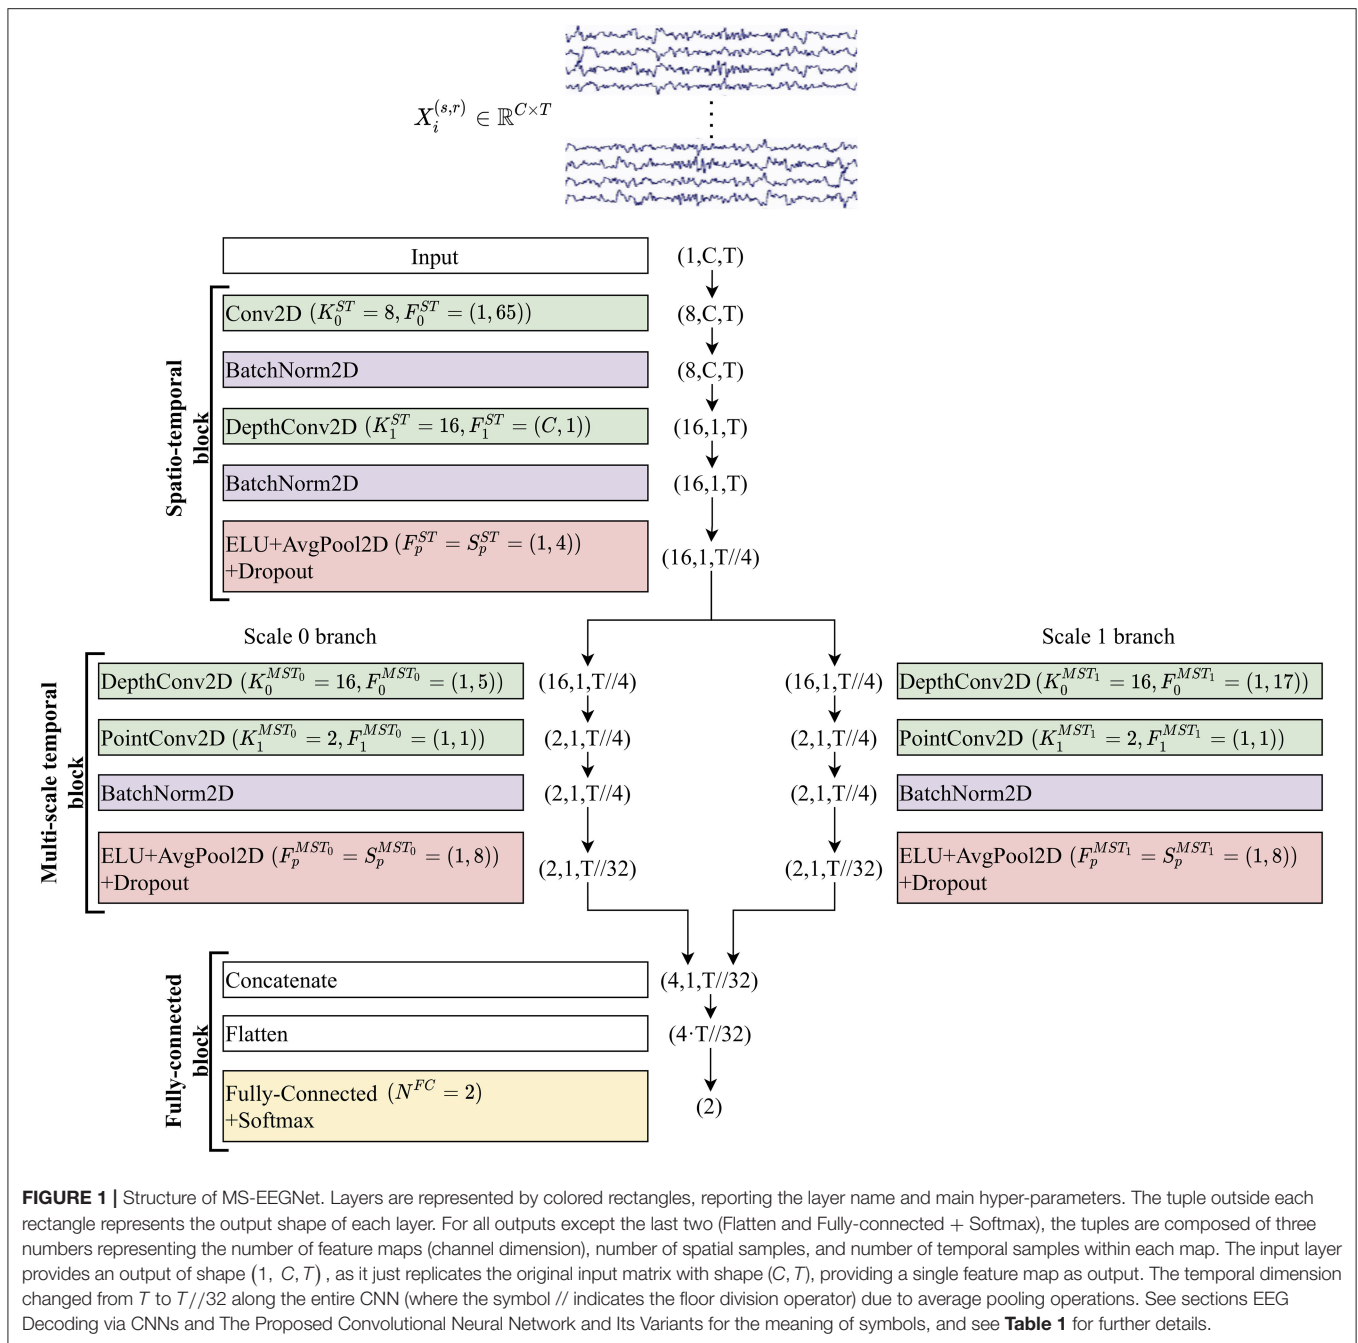 X_i^{(s,r)} ∈ ℝ^{C×T}
Input
(1,C,T)
Spatio-temporal
block
Conv2D (K_0^{ST} = 8, F_0^{ST} = (1, 65))
(8,C,T)
BatchNorm2D
(8,C,T)
DepthConv2D (K_1^{ST} = 16, F_1^{ST} = (C, 1))
(16,1,T)
BatchNorm2D
(16,1,T)
ELU+AvgPool2D (F_p^{ST} = S_p^{ST} = (1, 4))
+Dropout
(16,1,T//4)
Multi-scale temporal
block
Scale 0 branch
DepthConv2D (K_0^{MST_0} = 16, F_0^{MST_0} = (1, 5))
(16,1,T//4)
PointConv2D (K_1^{MST_0} = 2, F_1^{MST_0} = (1, 1))
(2,1,T//4)
BatchNorm2D
(2,1,T//4)
ELU+AvgPool2D (F_p^{MST_0} = S_p^{MST_0} = (1, 8))
+Dropout
(2,1,T//32)
Scale 1 branch
(16,1,T//4)
DepthConv2D (K_0^{MST_1} = 16, F_0^{MST_1} = (1, 17))
(2,1,T//4)
PointConv2D (K_1^{MST_1} = 2, F_1^{MST_1} = (1, 1))
(2,1,T//4)
BatchNorm2D
(2,1,T//32)
ELU+AvgPool2D (F_p^{MST_1} = S_p^{MST_1} = (1, 8))
+Dropout
Fully-connected
block
Concatenate
(4,1,T//32)
Flatten
(4·T//32)
Fully-Connected (N^{FC} = 2)
+Softmax
(2)
FIGURE 1 | Structure of MS-EEGNet. Layers are represented by colored rectangles, reporting the layer name and main hyper-parameters. The tuple outside each
rectangle represents the output shape of each layer. For all outputs except the last two (Flatten and Fully-connected + Softmax), the tuples are composed of three
numbers representing the number of feature maps (channel dimension), number of spatial samples, and number of temporal samples within each map. The input layer
provides an output of shape (1, C, T) , as it just replicates the original input matrix with shape (C, T), providing a single feature map as output. The temporal dimension
changed from T to T//32 along the entire CNN (where the symbol // indicates the floor division operator) due to average pooling operations. See sections EEG
Decoding via CNNs and The Proposed Convolutional Neural Network and Its Variants for the meaning of symbols, and see Table 1 for further details.